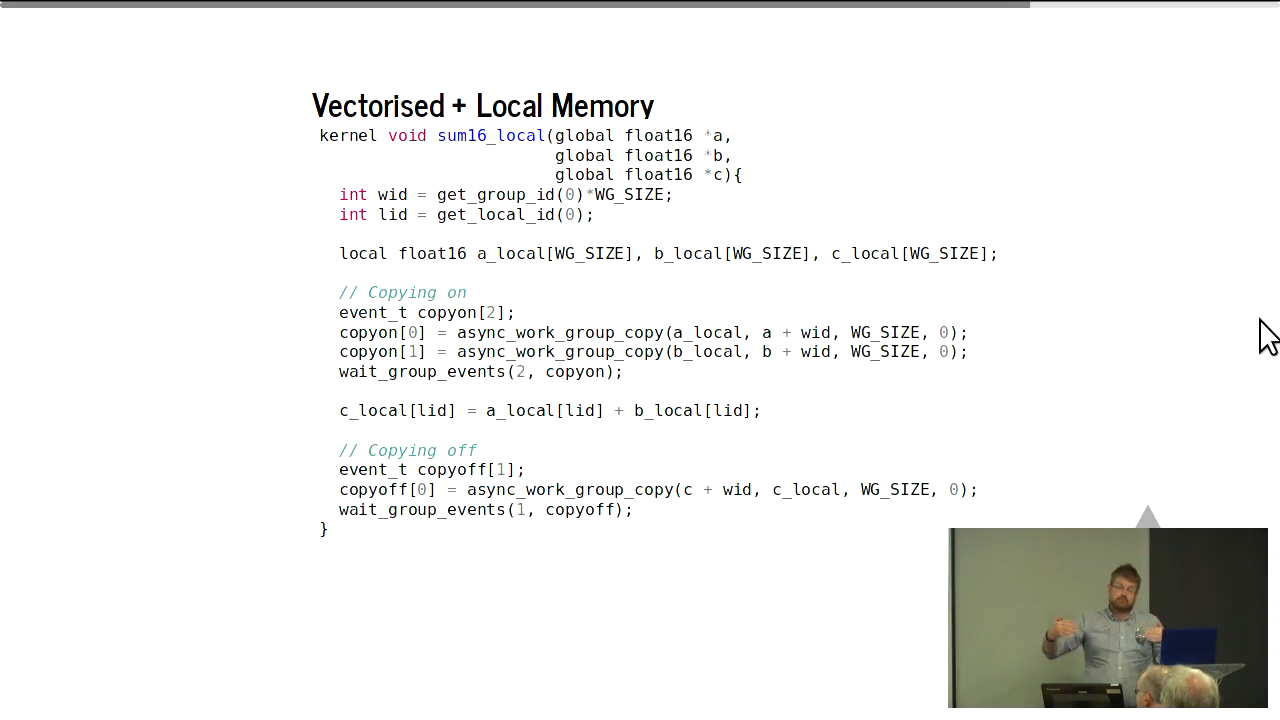 Vectorised + Local Memory
kernel void sum16_local(global float16 *a,
global float16 *b,
global float16 *c){
int wid = get_group_id(0)*WG_SIZE;
int lid = get_local_id(0);
local float16 a_local[WG_SIZE], b_local[WG_SIZE], c_local[WG_SIZE];
// Copying on
event_t copyon[2];
copyon[0] = async_work_group_copy(a_local, a + wid, WG_SIZE, 0);
copyon[1] = async_work_group_copy(b_local, b + wid, WG_SIZE, 0);
wait_group_events(2, copyon);
c_local[lid] = a_local[lid] + b_local[lid];
// Copying off
event_t copyoff[1];
copyoff[0] = async_work_group_copy(c + wid, c_local, WG_SIZE, 0);
wait_group_events(1, copyoff);
}